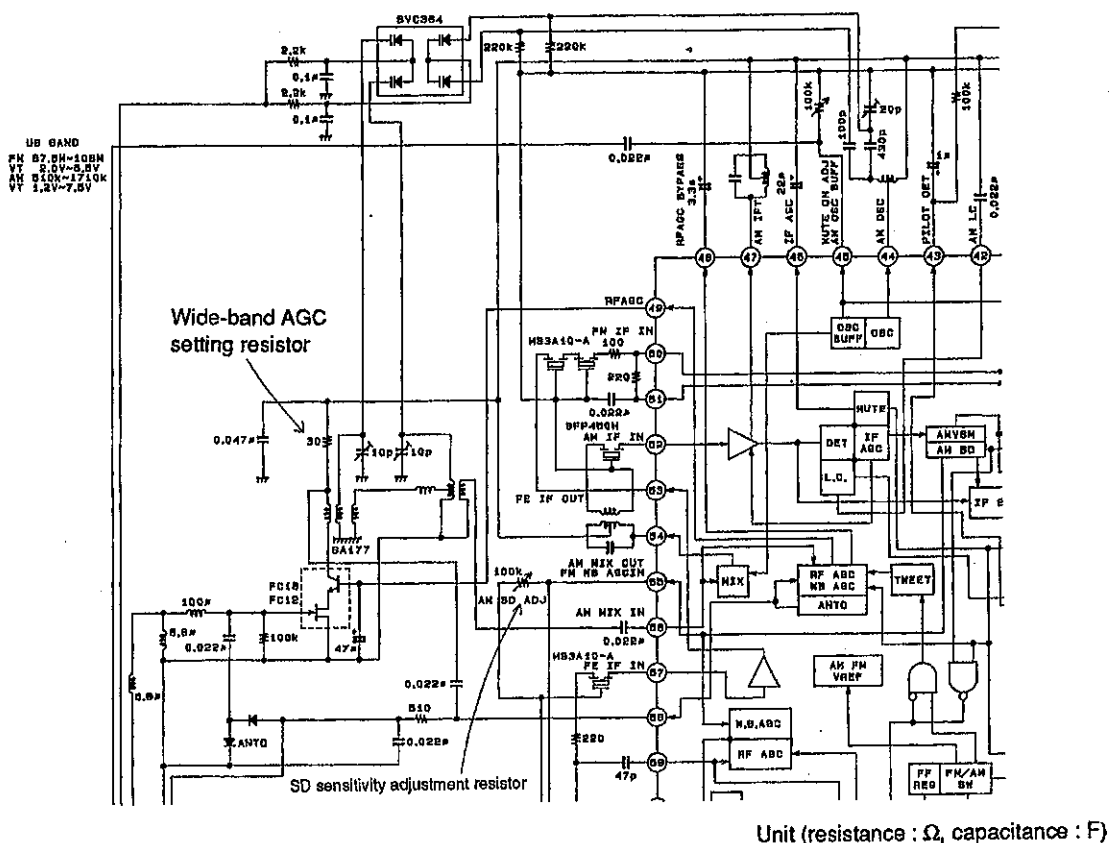 SVC364
2.2k
0.1μ
2.2k
0.1μ
220k
220k
US BAND
FM 87.5M~108M
VT 2.0V~6.5V
AM 510k~1710k
VT 1.2V~7.5V
0.022μ
RFAGC BYPASS
3.3μ
AM IFT
IF AGC
22μ
100k
MUTE ON ADJ
AM OSC BUFF
100p
20p
430p
AM OSC
PILOT DET
1μ
100k
AM LC
0.022μ
48
47
46
45
44
43
42
Wide-band AGC
setting resistor
RFAGC
49
OSC
BUFF
OSC
FM IF IN
MS3A10-A
100
50
220
0.022μ
51
SFP450H
AM IF IN
52
DET
MUTE
IF
AGC
L.C.
AMVSM
AM SD
0.047μ
30
10p
10p
53
FE IF OUT
54
AM MIX OUT
FM WB AGCIN
55
MIX
RF AGC
WB AGC
ANTD
TWEET
IF
SA177
100k
AM SD ADJ
AM MIX IN
56
0.022μ
FC18
FC12
100μ
6.8μ
0.022μ
100k
47μ
6.8μ
MS3A10-A
FE IF IN
57
AM FM
VREF
0.022μ
510
58
ANTD
0.022μ
220
W.B.AGC
RF AGC
SD sensitivity adjustment resistor
47p
59
FF
REG
FM/AM
SW
Unit (resistance : Ω, capacitance : F)